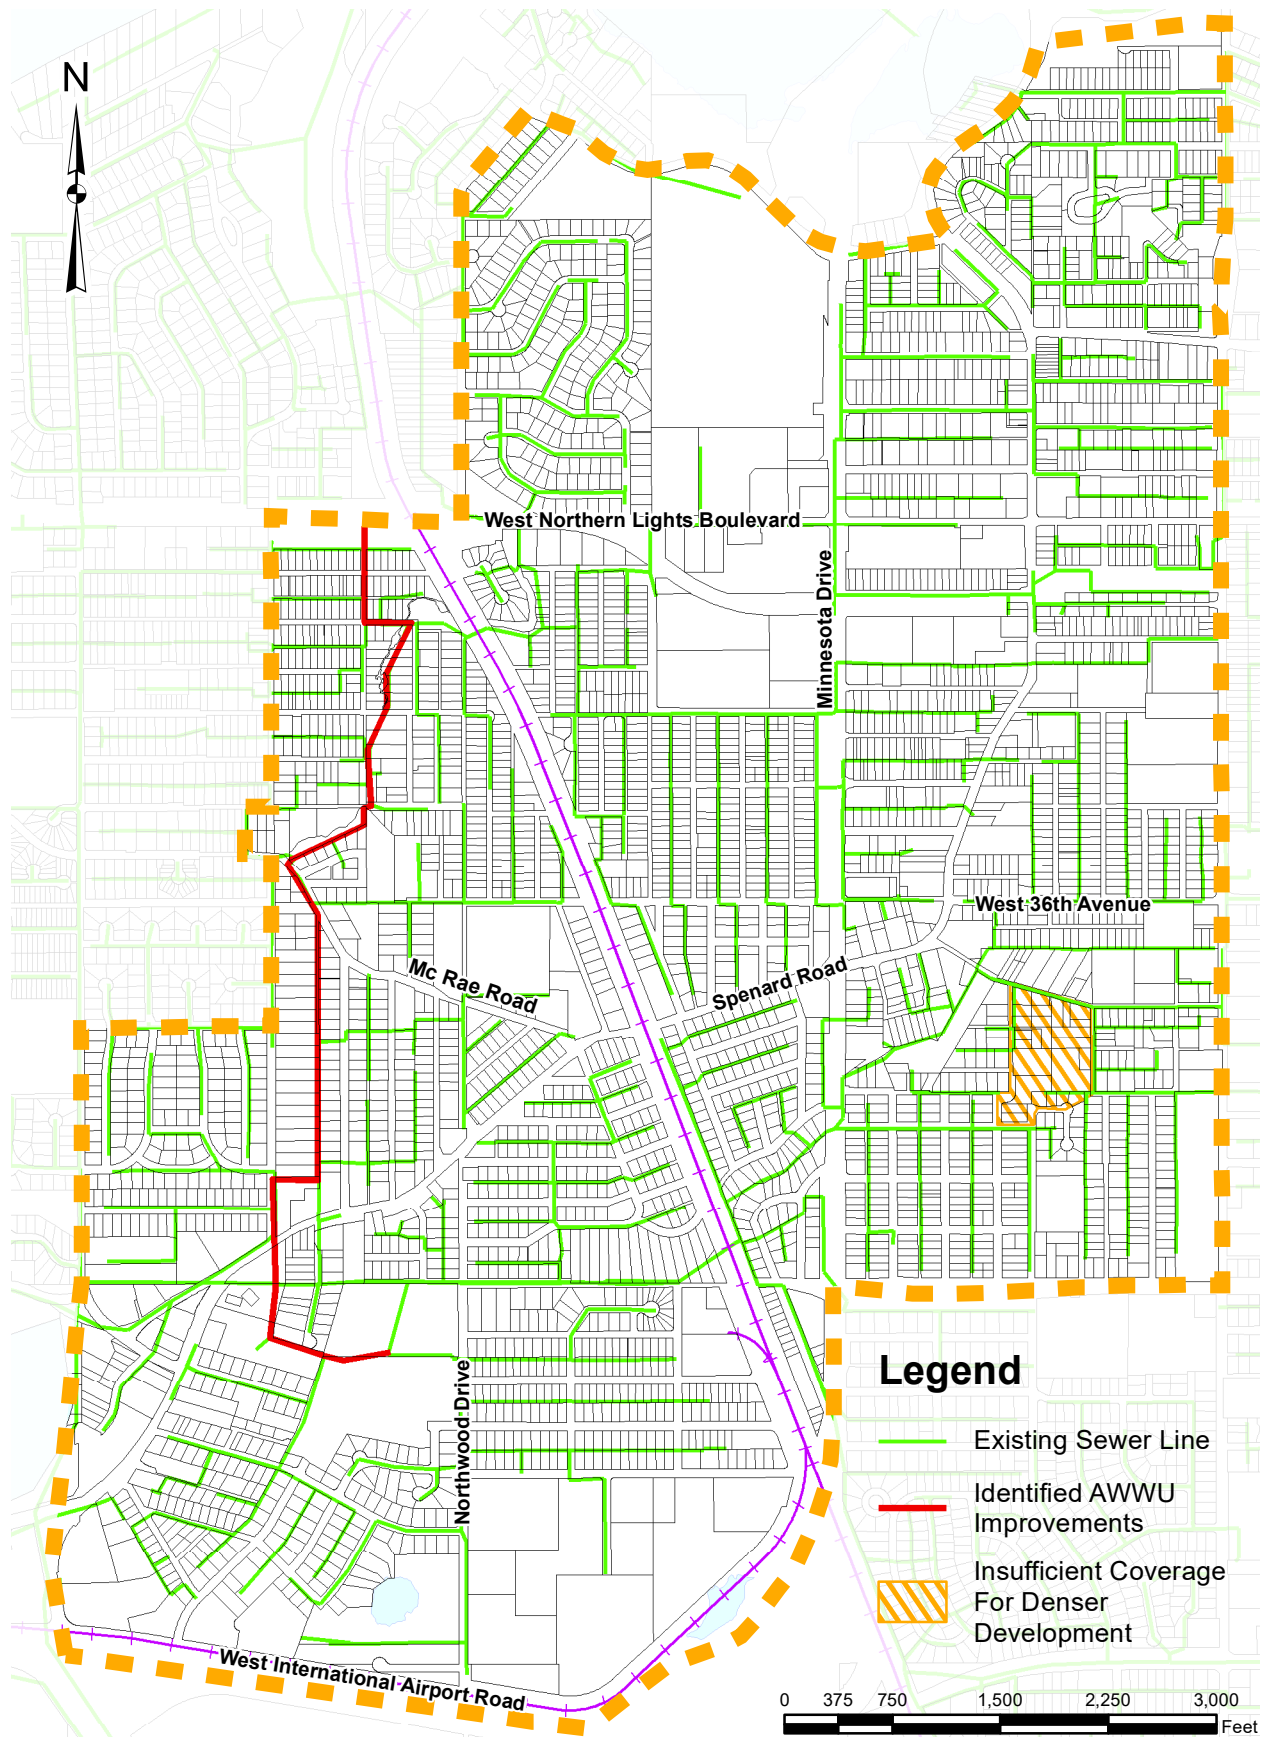 N
West Northern Lights Boulevard
Minnesota Drive
West 36th Avenue
Mc Rae Road
Spenard Road
Northwood Drive
West International Airport Road
Legend
Existing Sewer Line
Identified AWWU
Improvements
Insufficient Coverage
For Denser
Development
0 375 750 1,500 2,250 3,000
Feet